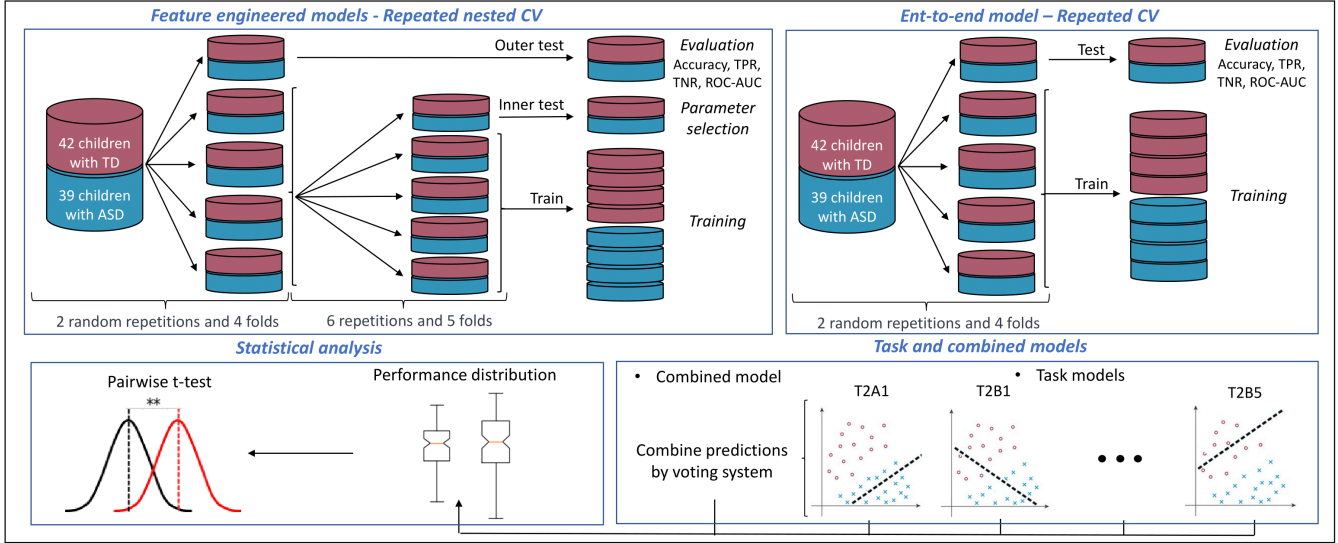 Feature engineered models - Repeated nested CV
Outer test
Evaluation
Accuracy, TPR,
TNR, ROC-AUC
Inner test
Parameter
selection
42 children
with TD
39 children
with ASD
Train
Training
2 random repetitions and 4 folds
6 repetitions and 5 folds
Ent-to-end model – Repeated CV
Test
Evaluation
Accuracy, TPR,
TNR, ROC-AUC
42 children
with TD
39 children
with ASD
Train
Training
2 random repetitions and 4 folds
Statistical analysis
Pairwise t-test
**
Performance distribution
Task and combined models
• Combined model
Combine predictions
by voting system
• Task models
T2A1
T2B1
T2B5